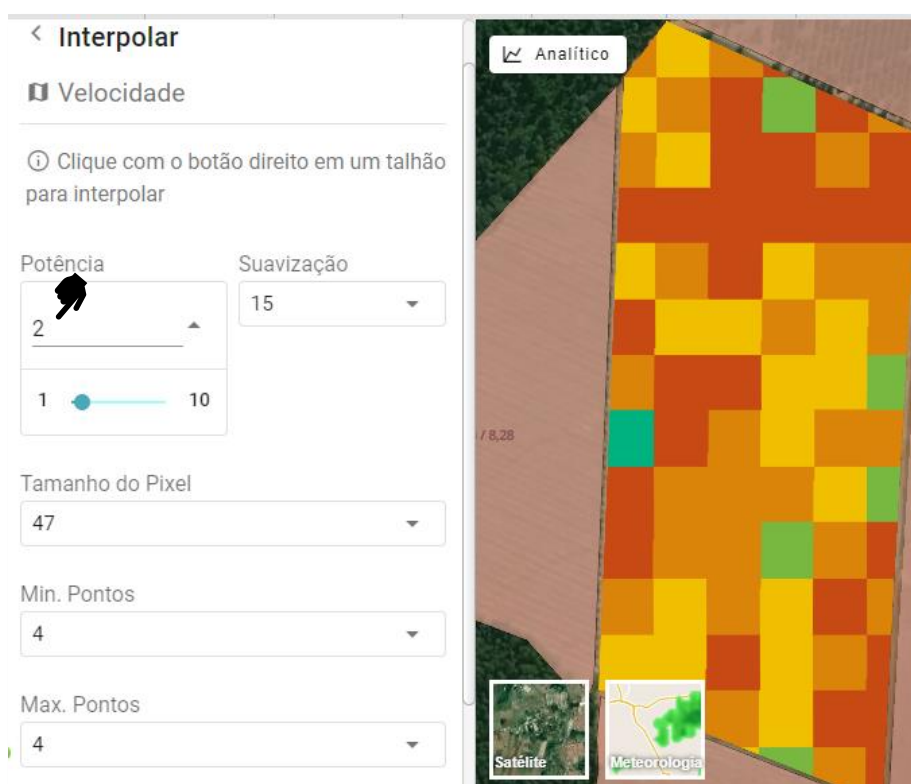 Interpolar
Analítico
Velocidade
Clique com o botão direito em um talhão
para interpolar
Potência
Suavização
2
15
1
10
Tamanho do Pixel
47
Min. Pontos
4
Max. Pontos
4
/ 8,28
Satélite
Meteorologia